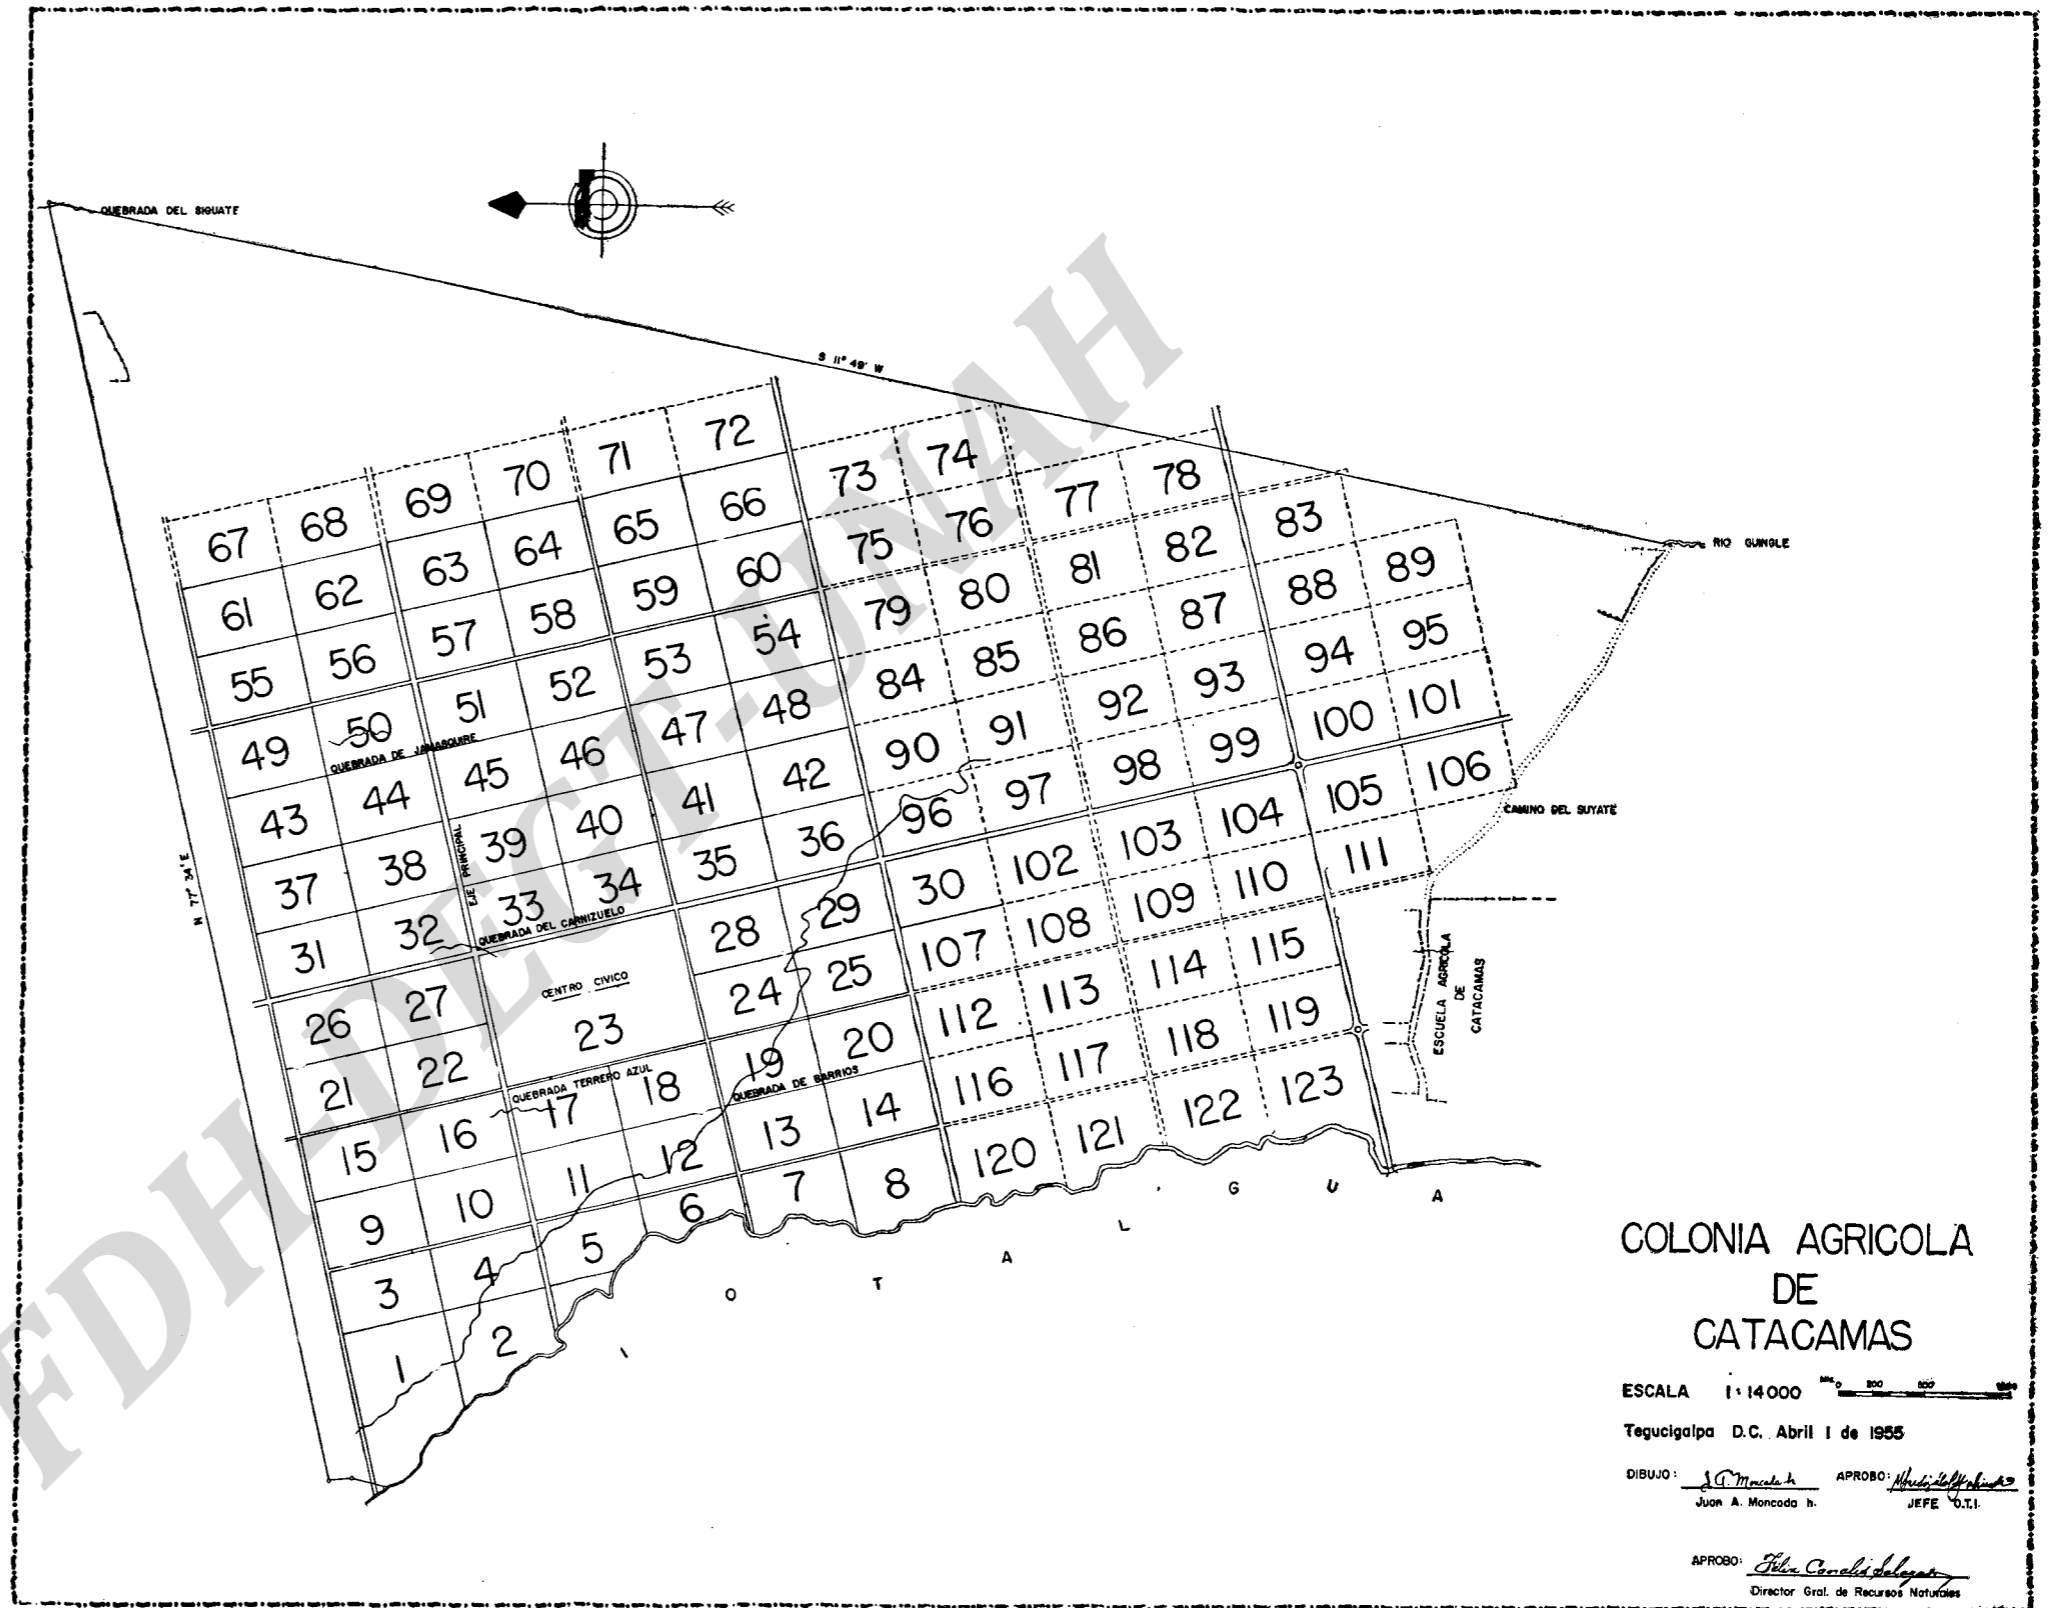 QUEBRADA DEL SIGUATE
S 11° 49' W
RIO GUINGLE
N 77° 34' E
67 68 69 70 71 72
73 74 77 78
61 62 63 64 65 66
75 76 81 82 83
55 56 57 58 59 60
79 80 86 87 88 89
49 50 51 52 53 54
84 85 92 93 94 95
QUEBRADA DE JAMASQUIRE
43 44 45 46 47 48
90 91 98 99 100 101
37 38 39 40 41 42
96 97 103 104 105 106
CAMINO DEL SUYATE
EJE PRINCIPAL
31 32 33 34 35 36
QUEBRADA DEL CARNIZUELO
28 29 30 102 109 110 111
CENTRO CIVICO
26 27 23 24 25 107 108 114 115
ESCUELA AGRICOLA
DE
CATACAMAS
21 22
QUEBRADA TERRERO AZUL
19 20 112 113 118 119
QUEBRADA DE BARRIOS
15 16 17 18 13 14 116 117 122 123
9 10 11 12 7 8 120 121
3 4 5 6
1 2
O T A L G U A
FDH-DEGT-UNAH
COLONIA AGRICOLA
DE
CATACAMAS
ESCALA 1:14000
Tegucigalpa D.C. Abril 1 de 1955
DIBUJO: APROBO:
Juan A. Moncada h. JEFE O.T.I.
APROBO:
Director Gral. de Recursos Naturales